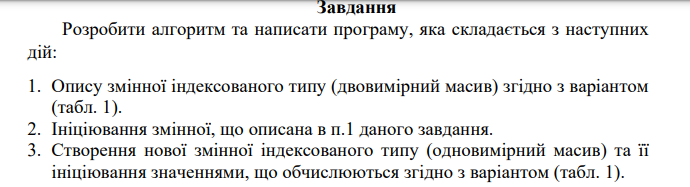 Завдання
Розробити алгоритм та написати програму, яка складається з наступних
дій:
1. Опису змінної індексованого типу (двовимірний масив) згідно з варіантом
(табл. 1).
2. Ініціювання змінної, що описана в п.1 даного завдання.
3. Створення нової змінної індексованого типу (одновимірний масив) та її
ініціювання значеннями, що обчислюються згідно з варіантом (табл. 1).